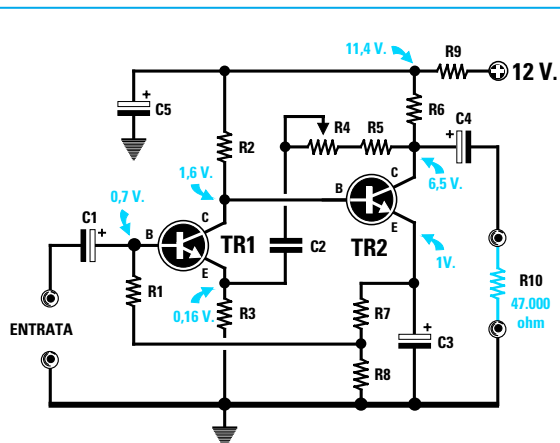 11,4 V.
R9
12 V.
C5
R6
C4
R2
R4
R5
1,6 V.
C
6,5 V.
0,7 V.
B
C1
C
B
TR1
C2
TR2
E
1V.
E
R1
0,16 V.
R3
R10
47.000
ohm
R7
ENTRATA
C3
R8
+
+
+
+